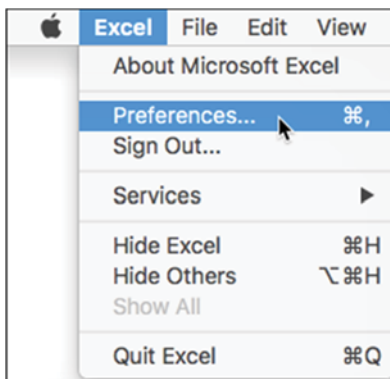 Excel File Edit View
About Microsoft Excel
Preferences... ⌘,
Sign Out...
Services ▶
Hide Excel ⌘H
Hide Others ⌥⌘H
Show All
Quit Excel ⌘Q